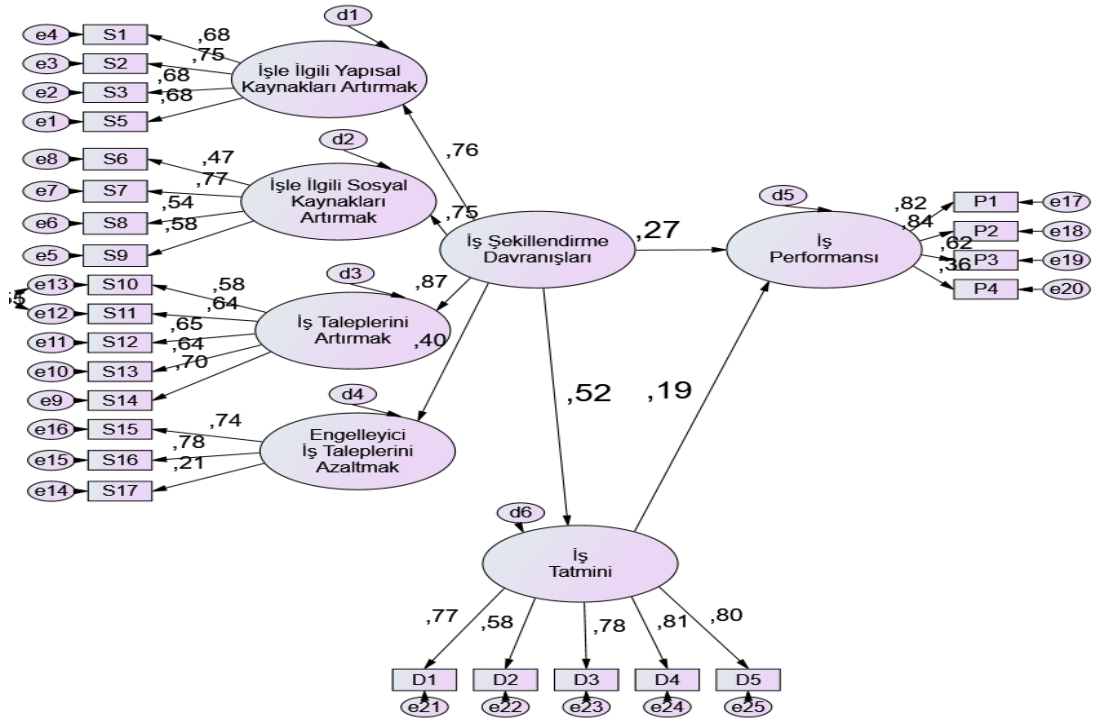 d1
e4 S1 ,68
e3 S2 ,75
e2 S3 ,68
e1 S5 ,68
İşle İlgili Yapısal
Kaynakları Artırmak
d2
,76
e8 S6 ,47
e7 S7 ,77
e6 S8 ,54
e5 S9 ,58
İşle İlgili Sosyal
Kaynakları
Artırmak
,75
İş Şekillendirme
Davranışları
,27
d5
İş
Performansı
,82 P1 e17
,84 P2 e18
,62 P3 e19
,36 P4 e20
d3
,87
e13 S10 ,58
e12 S11 ,64
e11 S12 ,65
e10 S13 ,64
e9 S14 ,70
İş Taleplerini
Artırmak
,40
d4
e16 S15 ,74
e15 S16 ,78
e14 S17 ,21
Engelleyici
İş Taleplerini
Azaltmak
,52
,19
d6
İş
Tatmini
,77 ,58 ,78 ,81 ,80
D1 D2 D3 D4 D5
e21 e22 e23 e24 e25